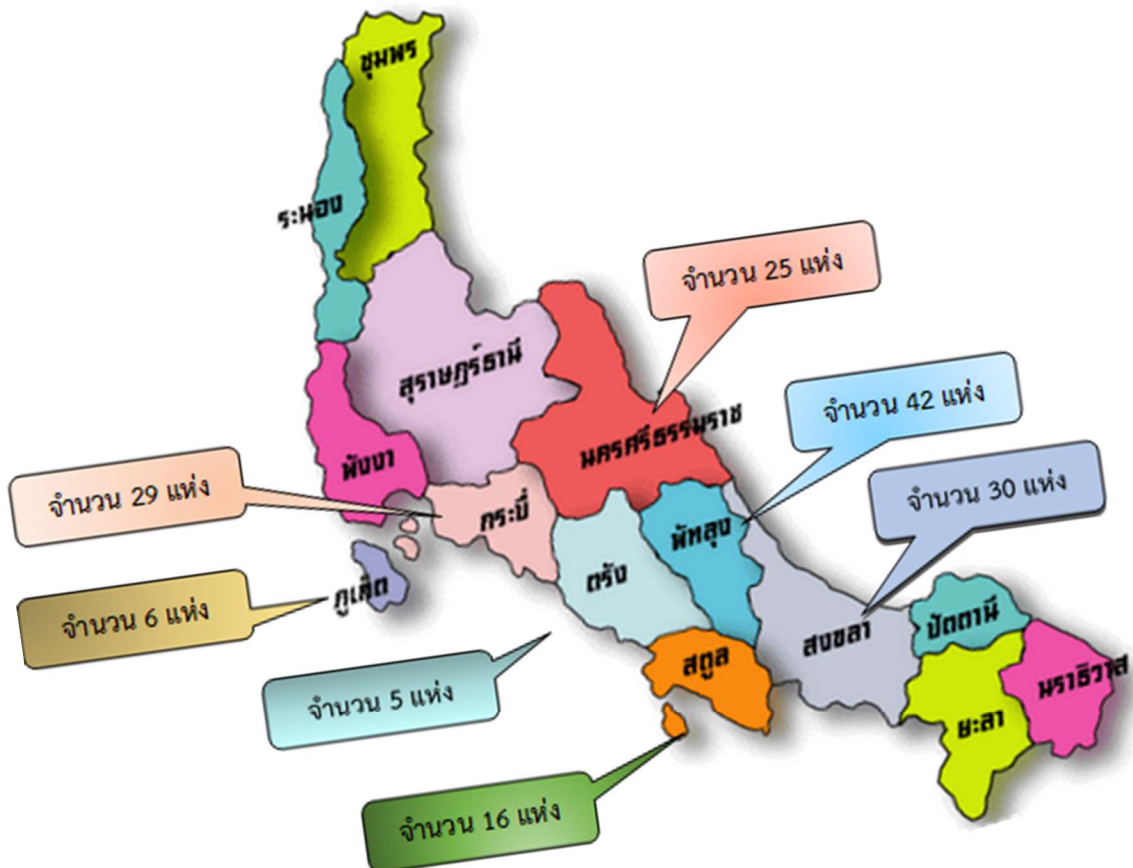 ชุมพร
ระนอง
จำนวน 25 แห่ง
สุราษฎร์ธานี
จำนวน 42 แห่ง
นครศรีธรรมราช
พังงา
จำนวน 29 แห่ง
กระบี่
จำนวน 30 แห่ง
พัทลุง
ตรัง
ภูเก็ต
จำนวน 6 แห่ง
ปัตตานี
สงขลา
สตูล
นราธิวาส
จำนวน 5 แห่ง
ยะลา
จำนวน 16 แห่ง